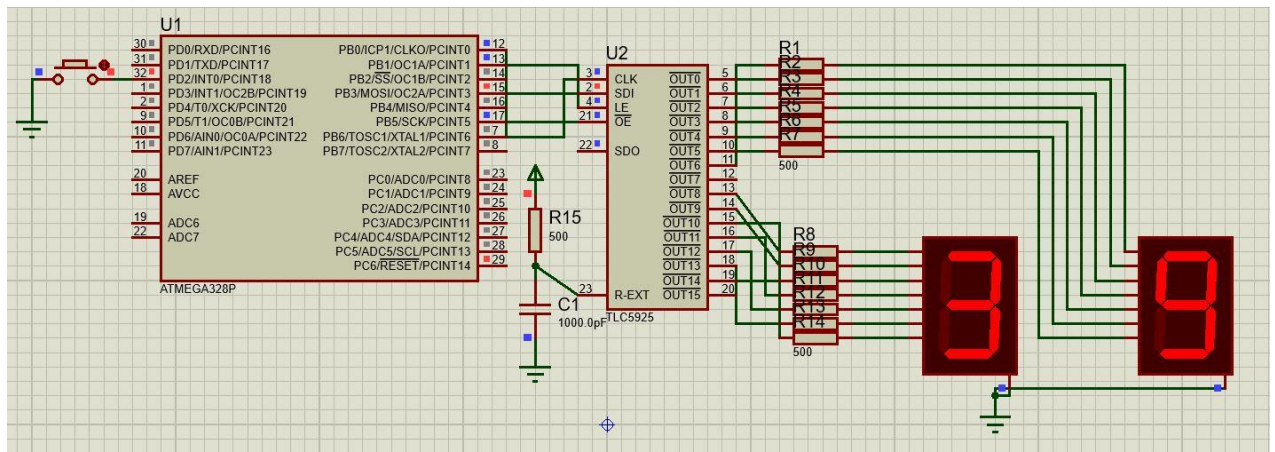 U1
30 PD0/RXD/PCINT16
31 PD1/TXD/PCINT17
32 PD2/INT0/PCINT18
1 PD3/INT1/OC2B/PCINT19
2 PD4/T0/XCK/PCINT20
9 PD5/T1/OC0B/PCINT21
10 PD6/AIN0/OC0A/PCINT22
11 PD7/AIN1/PCINT23
20 AREF
18 AVCC
19 ADC6
22 ADC7
PB0/ICP1/CLKO/PCINT0 12
PB1/OC1A/PCINT1 13
PB2/SS/OC1B/PCINT2 14
PB3/MOSI/OC2A/PCINT3 15
PB4/MISO/PCINT4 16
PB5/SCK/PCINT5 17
PB6/TOSC1/XTAL1/PCINT6 7
PB7/TOSC2/XTAL2/PCINT7 8
PC0/ADC0/PCINT8 23
PC1/ADC1/PCINT9 24
PC2/ADC2/PCINT10 25
PC3/ADC3/PCINT11 26
PC4/ADC4/SDA/PCINT12 27
PC5/ADC5/SCL/PCINT13 28
PC6/RESET/PCINT14 29
ATMEGA328P
R15
500
C1
1000.0pF
U2
3 CLK
2 SDI
4 LE
21 OE
22 SDO
23 R-EXT
OUT0 5
OUT1 6
OUT2 7
OUT3 8
OUT4 9
OUT5 10
OUT6 11
OUT7 12
OUT8 13
OUT9 14
OUT10 15
OUT11 16
OUT12 17
OUT13 18
OUT14 19
OUT15 20
TLC5925
R1
R2
R3
R4
R5
R6
R7
500
R8
R9
R10
R11
R12
R13
R14
500
3 9